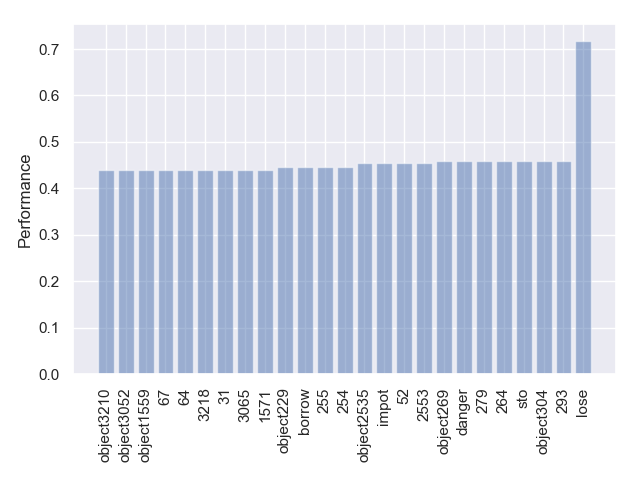 0.7
0.6
0.5
0.4
0.3
0.2
0.1
0.0
Performance
object3210
object3052
object1559
67
64
3218
31
3065
1571
object229
borrow
255
254
object2535
impot
52
2553
object269
danger
279
264
sto
object304
293
lose